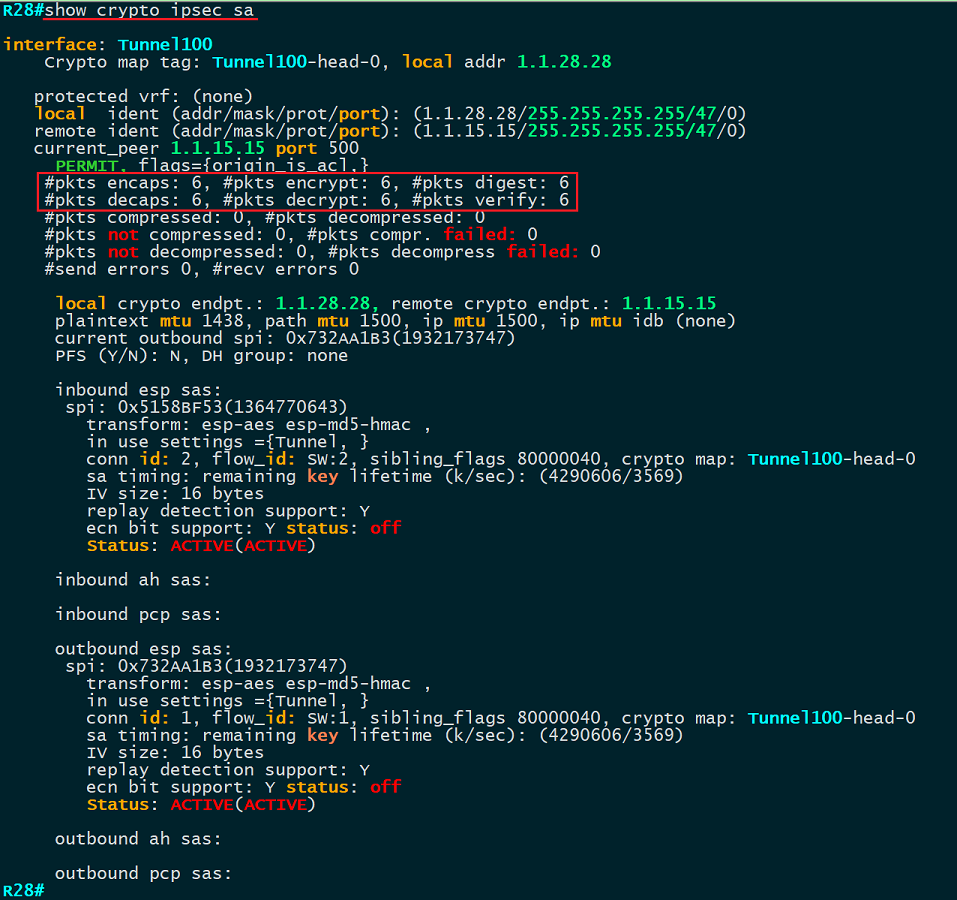 R28#show crypto ipsec sa
interface: Tunnel100
Crypto map tag: Tunnel100-head-0, local addr 1.1.28.28
protected vrf: (none)
local ident (addr/mask/prot/port): (1.1.28.28/255.255.255.255/47/0)
remote ident (addr/mask/prot/port): (1.1.15.15/255.255.255.255/47/0)
current_peer 1.1.15.15 port 500
PERMIT, flags={origin_is_acl,}
#pkts encaps: 6, #pkts encrypt: 6, #pkts digest: 6
#pkts decaps: 6, #pkts decrypt: 6, #pkts verify: 6
#pkts compressed: 0, #pkts decompressed: 0
#pkts not compressed: 0, #pkts compr. failed: 0
#pkts not decompressed: 0, #pkts decompress failed: 0
#send errors 0, #recv errors 0
local crypto endpt.: 1.1.28.28, remote crypto endpt.: 1.1.15.15
plaintext mtu 1438, path mtu 1500, ip mtu 1500, ip mtu idb (none)
current outbound spi: 0x732AA1B3(1932173747)
PFS (Y/N): N, DH group: none
inbound esp sas:
spi: 0x5158BF53(1364770643)
transform: esp-aes esp-md5-hmac ,
in use settings ={Tunnel, }
conn id: 2, flow_id: SW:2, sibling_flags 80000040, crypto map: Tunnel100-head-0
sa timing: remaining key lifetime (k/sec): (4290606/3569)
IV size: 16 bytes
replay detection support: Y
ecn bit support: Y status: off
Status: ACTIVE(ACTIVE)
inbound ah sas:
inbound pcp sas:
outbound esp sas:
spi: 0x732AA1B3(1932173747)
transform: esp-aes esp-md5-hmac ,
in use settings ={Tunnel, }
conn id: 1, flow_id: SW:1, sibling_flags 80000040, crypto map: Tunnel100-head-0
sa timing: remaining key lifetime (k/sec): (4290606/3569)
IV size: 16 bytes
replay detection support: Y
ecn bit support: Y status: off
Status: ACTIVE(ACTIVE)
outbound ah sas:
outbound pcp sas:
R28#